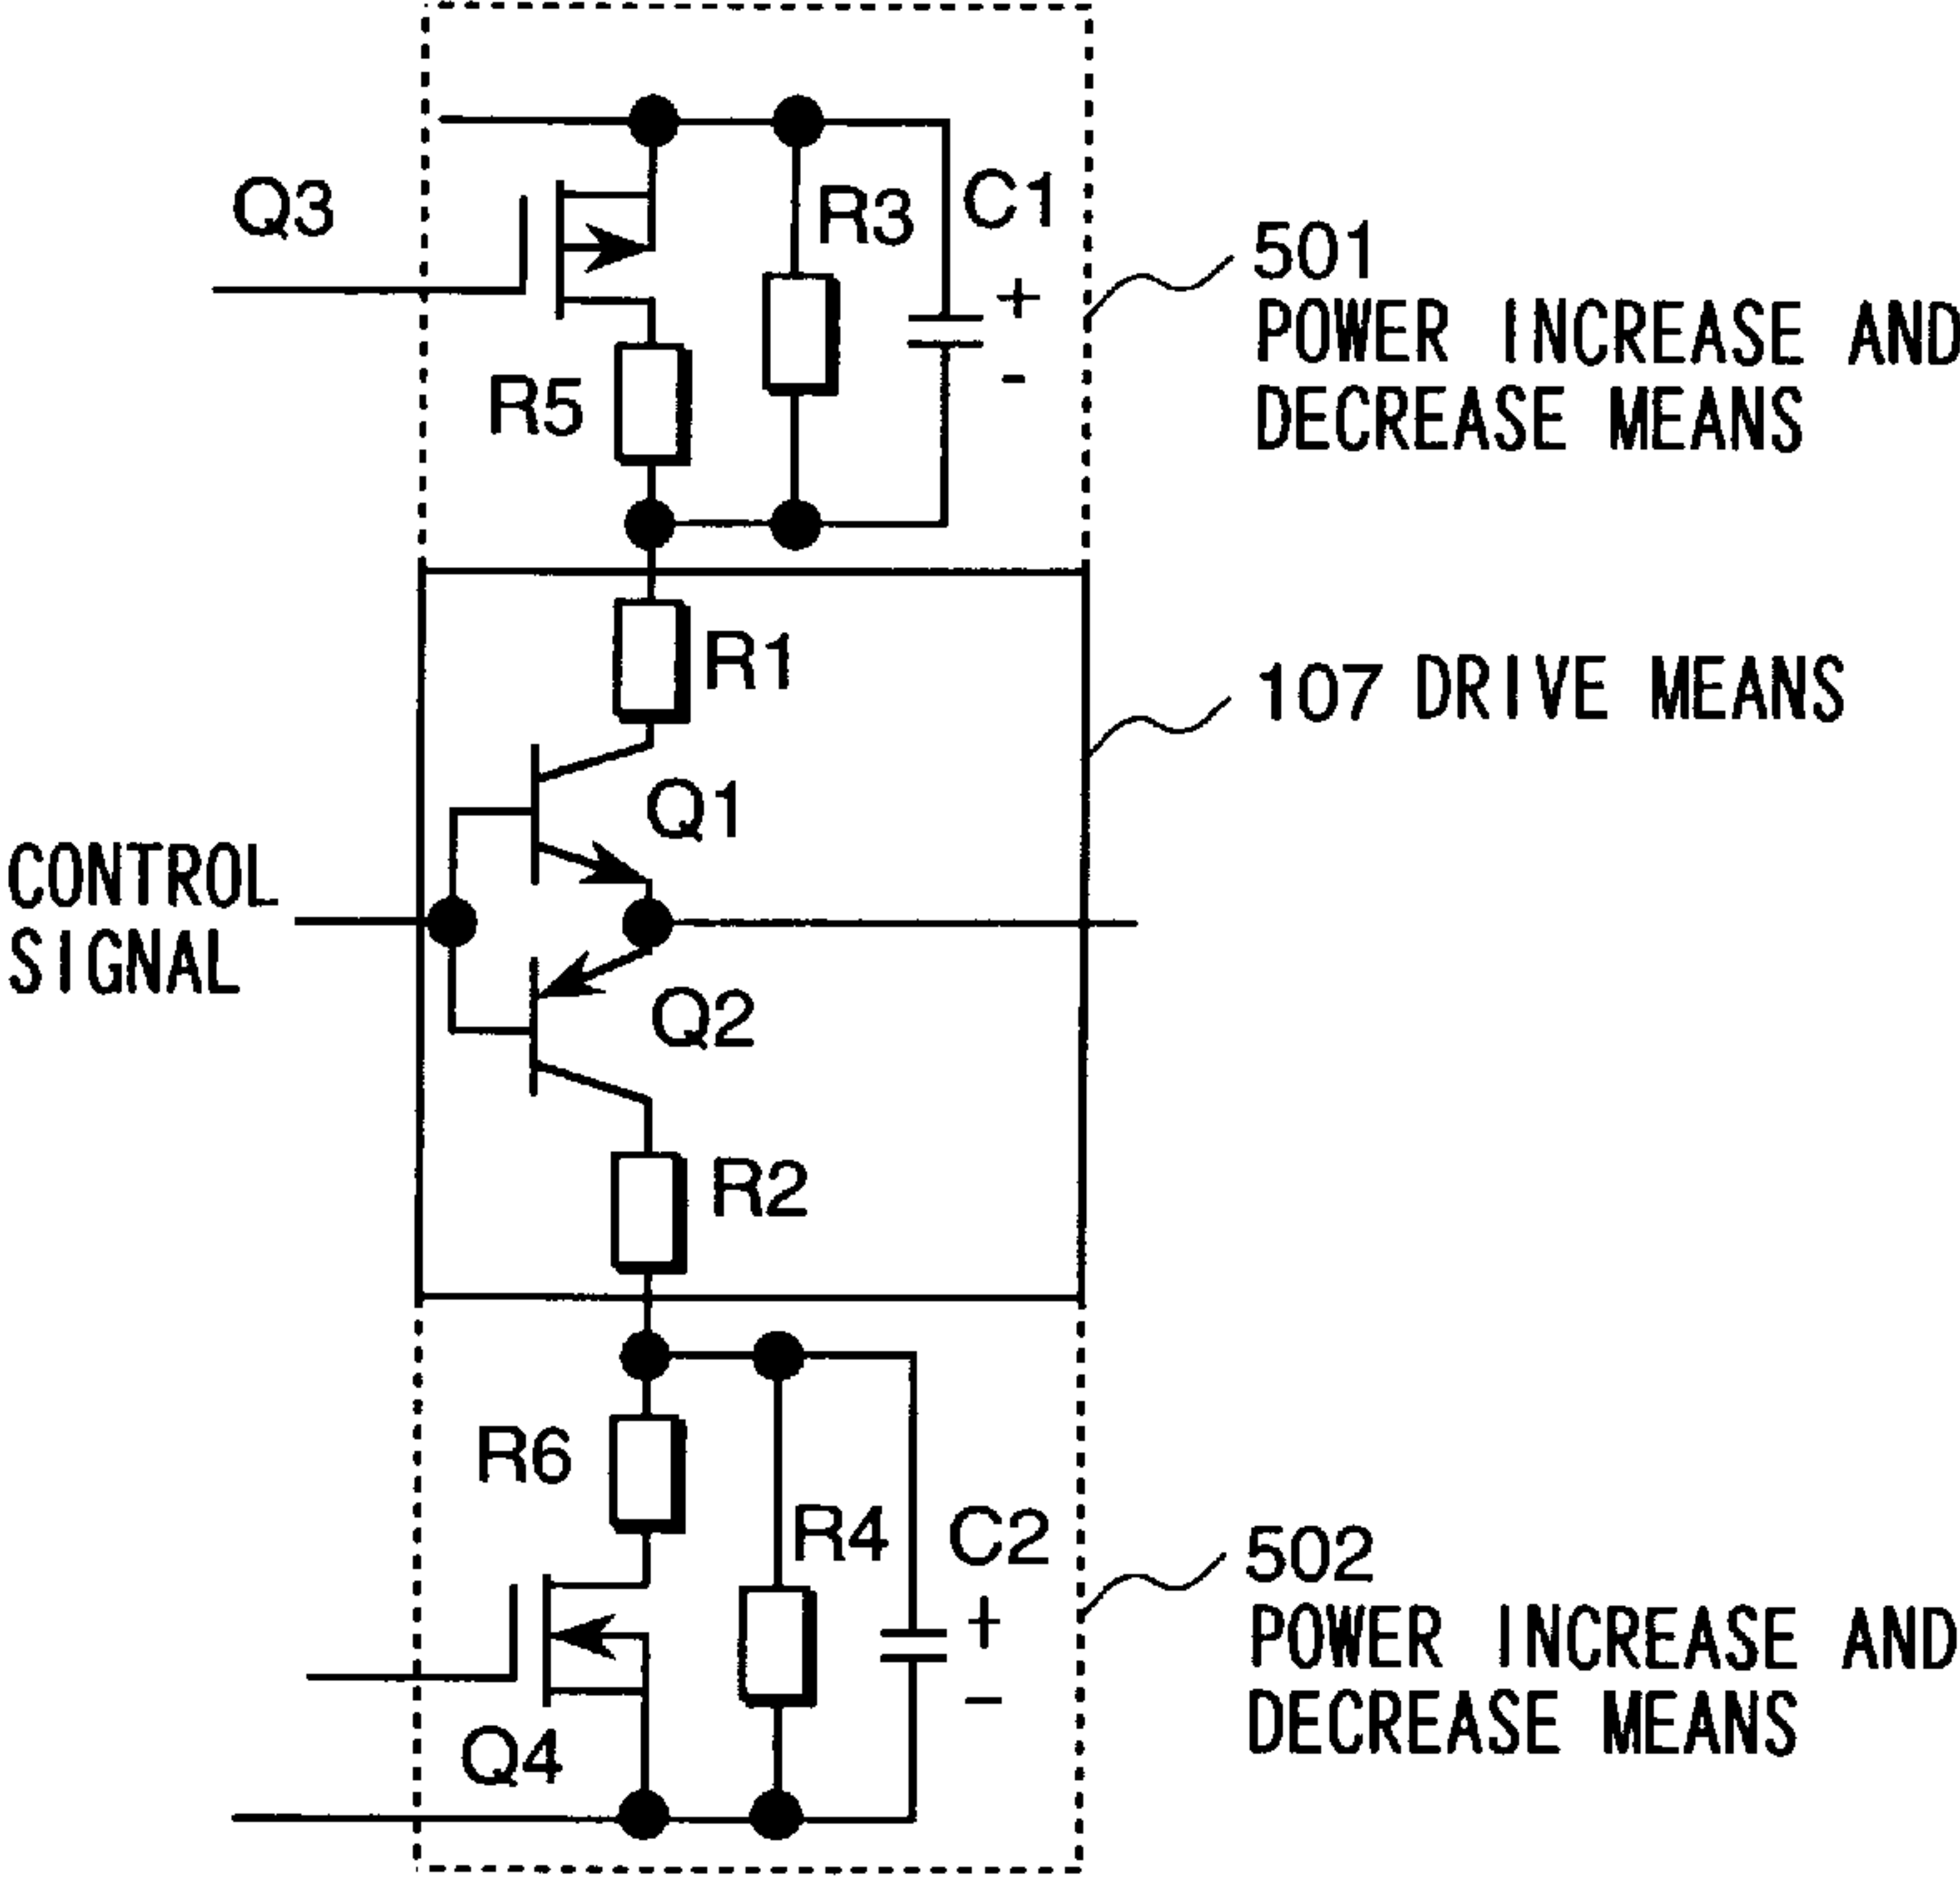 Q3
R3
C1
+
-
R5
501
POWER INCREASE AND
DECREASE MEANS
R1
107 DRIVE MEANS
Q1
CONTROL
SIGNAL
Q2
R2
R6
R4
C2
+
-
502
POWER INCREASE AND
DECREASE MEANS
Q4